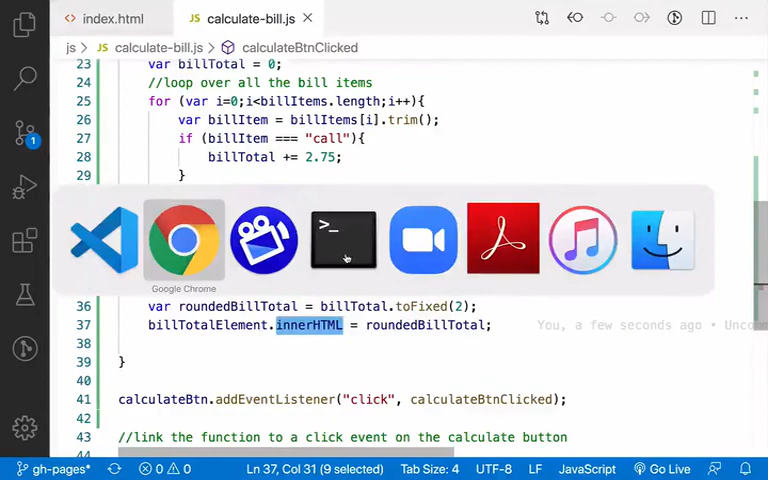 index.html
calculate-bill.js
js > calculate-bill.js > calculateBtnClicked
23 var billTotal = 0;
24 //loop over all the bill items
25 for (var i=0;i<billItems.length;i++){
26 var billItem = billItems[i].trim();
27 if (billItem === "call"){
28 billTotal += 2.75;
29 }
Google Chrome
36 var roundedBillTotal = billTotal.toFixed(2);
37 billTotalElement.innerHTML = roundedBillTotal; You, a few seconds ago • Unco
38
39 }
40
41 calculateBtn.addEventListener("click", calculateBtnClicked);
42
43 //link the function to a click event on the calculate button
44
gh-pages* 0 0 Ln 37, Col 31 (9 selected) Tab Size: 4 UTF-8 LF JavaScript Go Live